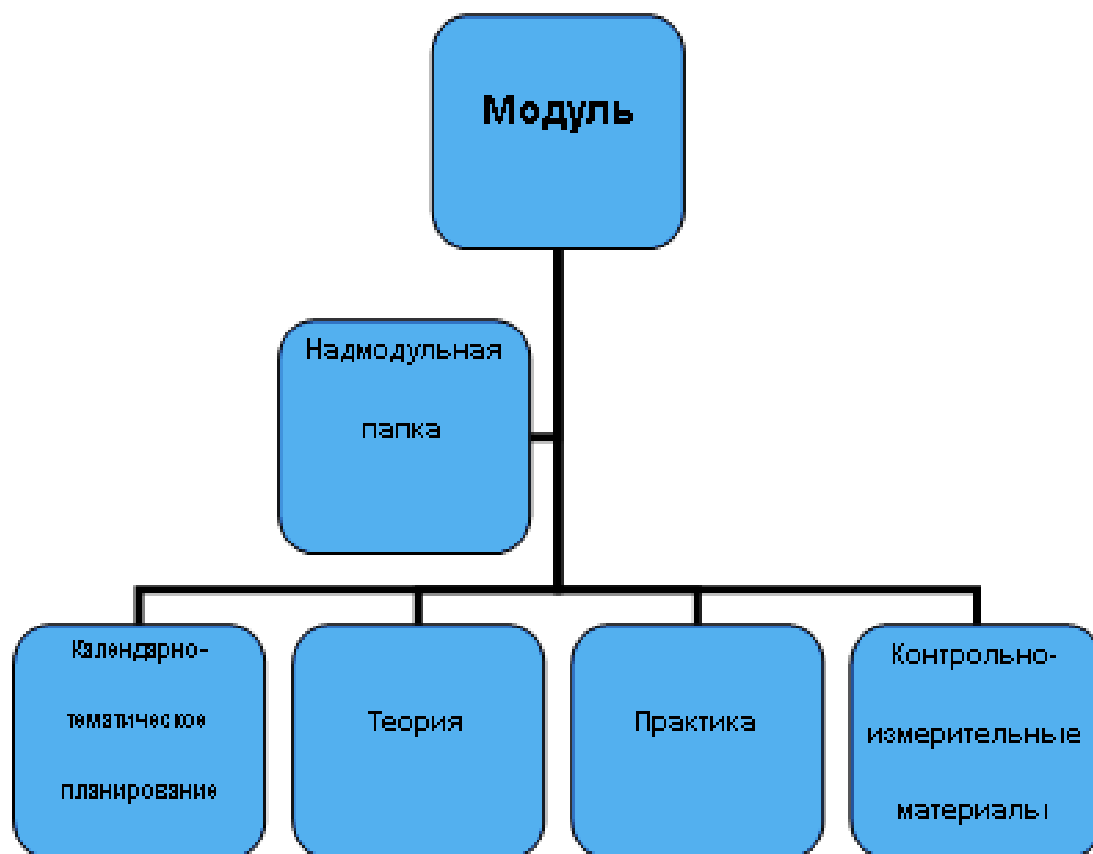 Модуль
Надмодульная
папка
Календарно-
тематическое
планирование
Теория
Практика
Контрольно-
измерительные
материалы